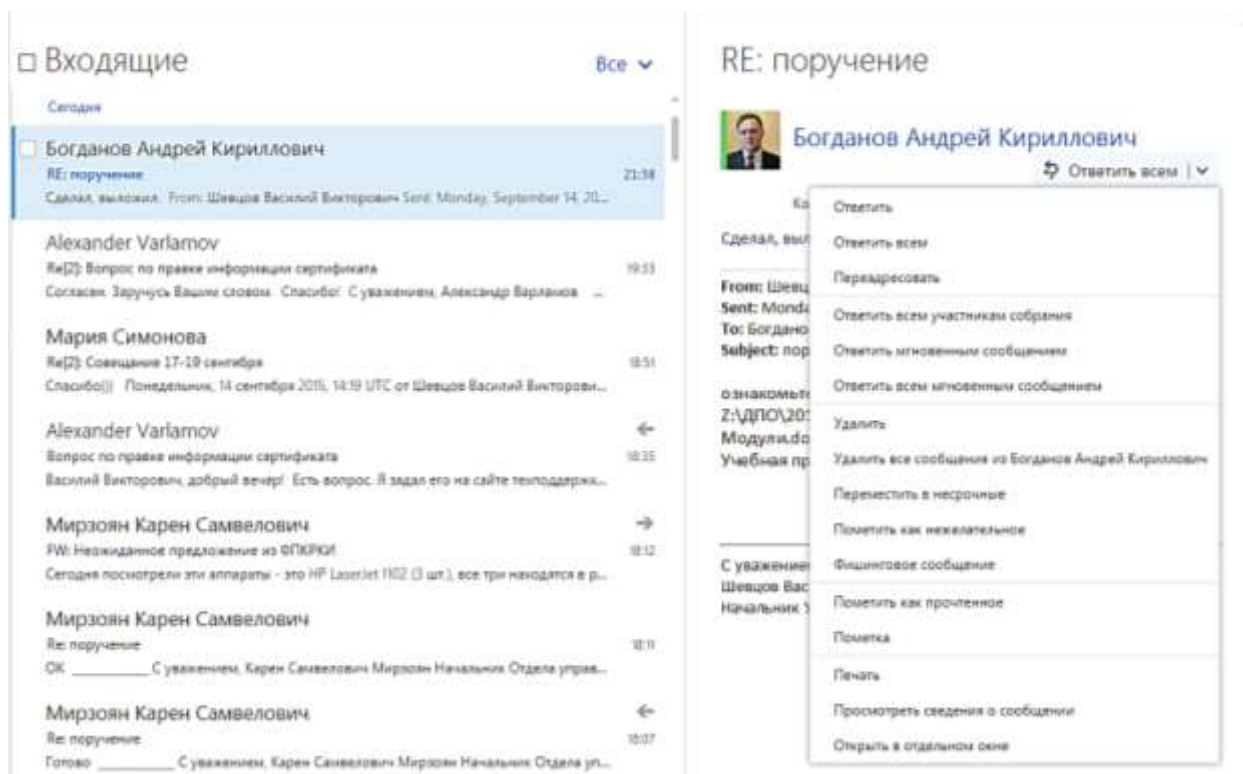 Входящие
Все
Сегодня
Богданов Андрей Кириллович
RE: поручение
21:38
Сделал, выложил. From: Шевцов Василий Викторович Sent: Monday, September 14, 20...
Alexander Varlamov
Re[2]: Вопрос по правке информации сертификата
19:33
Согласен. Заручусь Вашим словом. Спасибо! С уважением, Александр Варламов ...
Мария Симонова
Re[2]: Совещание 17-19 сентября
18:51
Спасибо)) Понедельник, 14 сентября 2015, 14:19 UTC от Шевцов Василий Викторови...
Alexander Varlamov
Вопрос по правке информации сертификата
18:35
Василий Викторович, добрый вечер! Есть вопрос. Я задал его на сайте техподдержк...
Мирзоян Карен Самвелович
FW: Неожиданное предложение из ФПКРКИ
18:12
Сегодня посмотрели эти аппараты - это HP LaserJet 1102 (3 шт.), все три находятся в р...
Мирзоян Карен Самвелович
Re: поручение
18:11
ОК __________ С уважением, Карен Самвелович Мирзоян Начальник Отдела управ...
Мирзоян Карен Самвелович
Re: поручение
18:07
Готово __________ С уважением, Карен Самвелович Мирзоян Начальник Отдела уп...
RE: поручение
Богданов Андрей Кириллович
Ответить всем
Ко
Сделал, выл
From: Шевц
Sent: Monda
To: Богдано
Subject: пор
ознакомьте
Z:\ДПО\201
Модули.do
Учебная пр
С уважение
Шевцов Вас
Начальник У
Ответить
Ответить всем
Переадресовать
Ответить всем участникам собрания
Ответить мгновенным сообщением
Ответить всем мгновенным сообщением
Удалить
Удалить все сообщения из Богданов Андрей Кириллович
Переместить в несрочные
Пометить как нежелательное
Фишинговое сообщение
Пометить как прочтенное
Пометка
Печать
Просмотреть сведения о сообщении
Открыть в отдельном окне